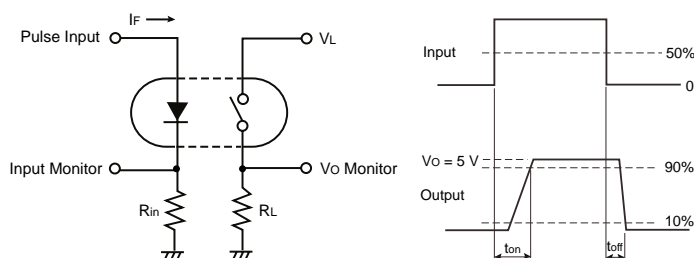 IF
Pulse Input
VL
Input Monitor
VO Monitor
Rin
RL
Input
50%
0
VO = 5 V
90%
Output
10%
ton
toff